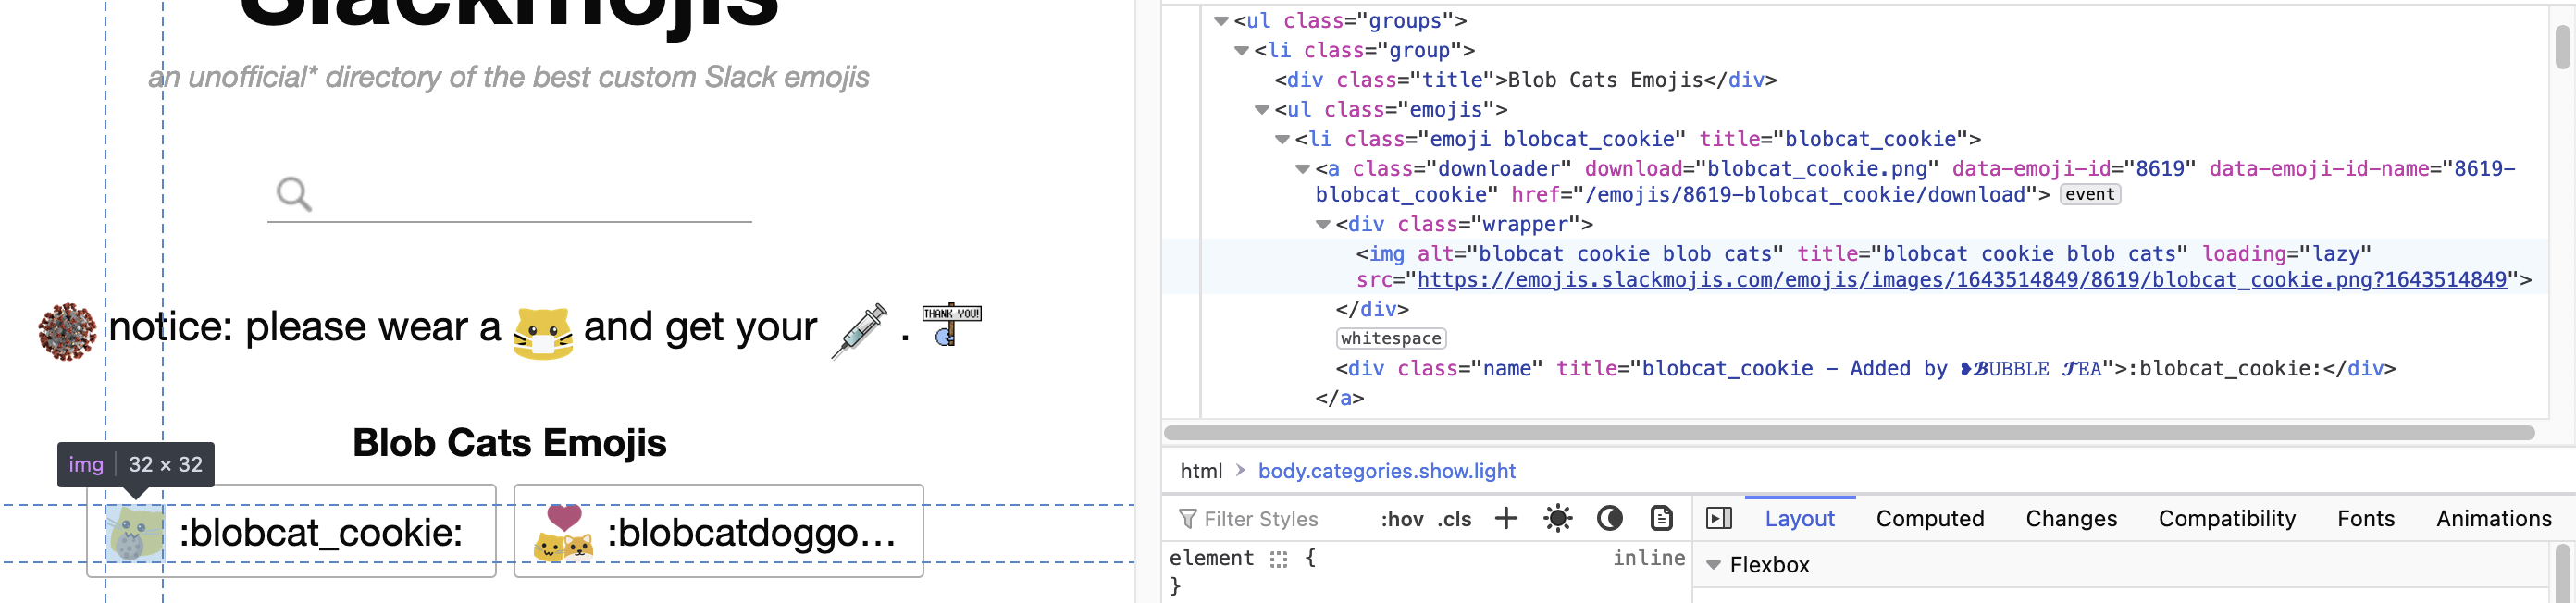 Slackmojis
an unofficial* directory of the best custom Slack emojis
notice: please wear a and get your .
THANK YOU!
Blob Cats Emojis
img 32 × 32
:blobcat_cookie:
:blobcatdoggo…
<ul class="groups">
<li class="group">
<div class="title">Blob Cats Emojis</div>
<ul class="emojis">
<li class="emoji blobcat_cookie" title="blobcat_cookie">
<a class="downloader" download="blobcat_cookie.png" data-emoji-id="8619" data-emoji-id-name="8619-
blobcat_cookie" href="/emojis/8619-blobcat_cookie/download"> event
<div class="wrapper">
<img alt="blobcat cookie blob cats" title="blobcat cookie blob cats" loading="lazy"
src="https://emojis.slackmojis.com/emojis/images/1643514849/8619/blobcat_cookie.png?1643514849">
</div>
whitespace
<div class="name" title="blobcat_cookie – Added by ❥𝓑UBBLE 𝓣EA">:blobcat_cookie:</div>
</a>
html > body.categories.show.light
Filter Styles :hov .cls +
element {
inline
}
Layout Computed Changes Compatibility Fonts Animations
Flexbox